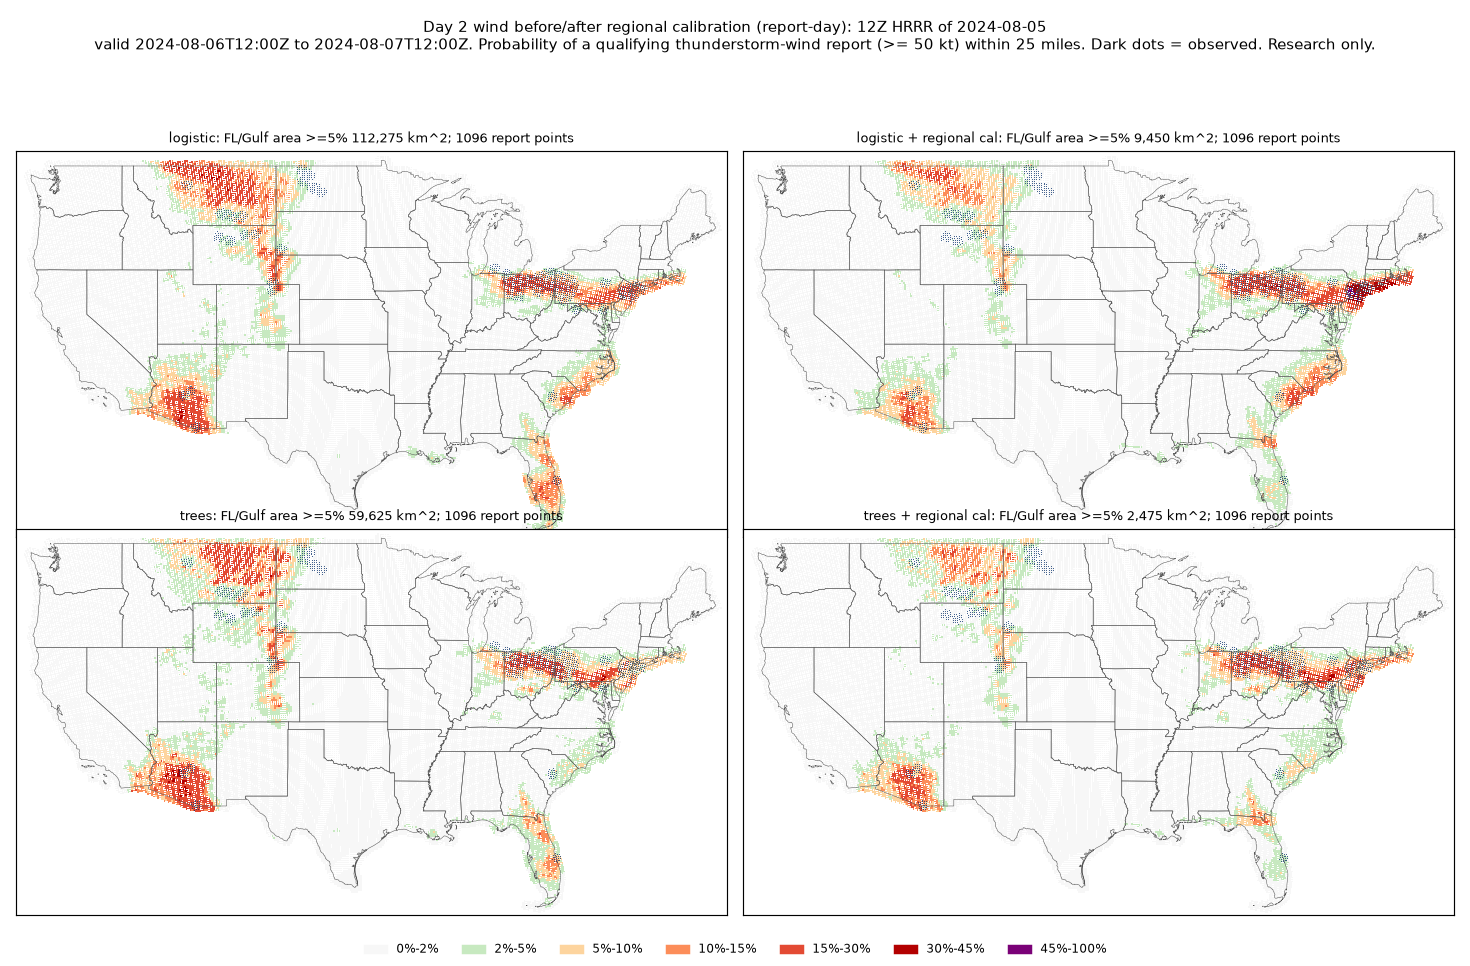 Day 2 wind before/after regional calibration (report-day): 12Z HRRR of 2024-08-05
valid 2024-08-06T12:00Z to 2024-08-07T12:00Z. Probability of a qualifying thunderstorm-wind report (>= 50 kt) within 25 miles. Dark dots = observed. Research only.
logistic: FL/Gulf area >=5% 112,275 km^2; 1096 report points
logistic + regional cal: FL/Gulf area >=5% 9,450 km^2; 1096 report points
trees: FL/Gulf area >=5% 59,625 km^2; 1096 report points
trees + regional cal: FL/Gulf area >=5% 2,475 km^2; 1096 report points
0%-2%
2%-5%
5%-10%
10%-15%
15%-30%
30%-45%
45%-100%